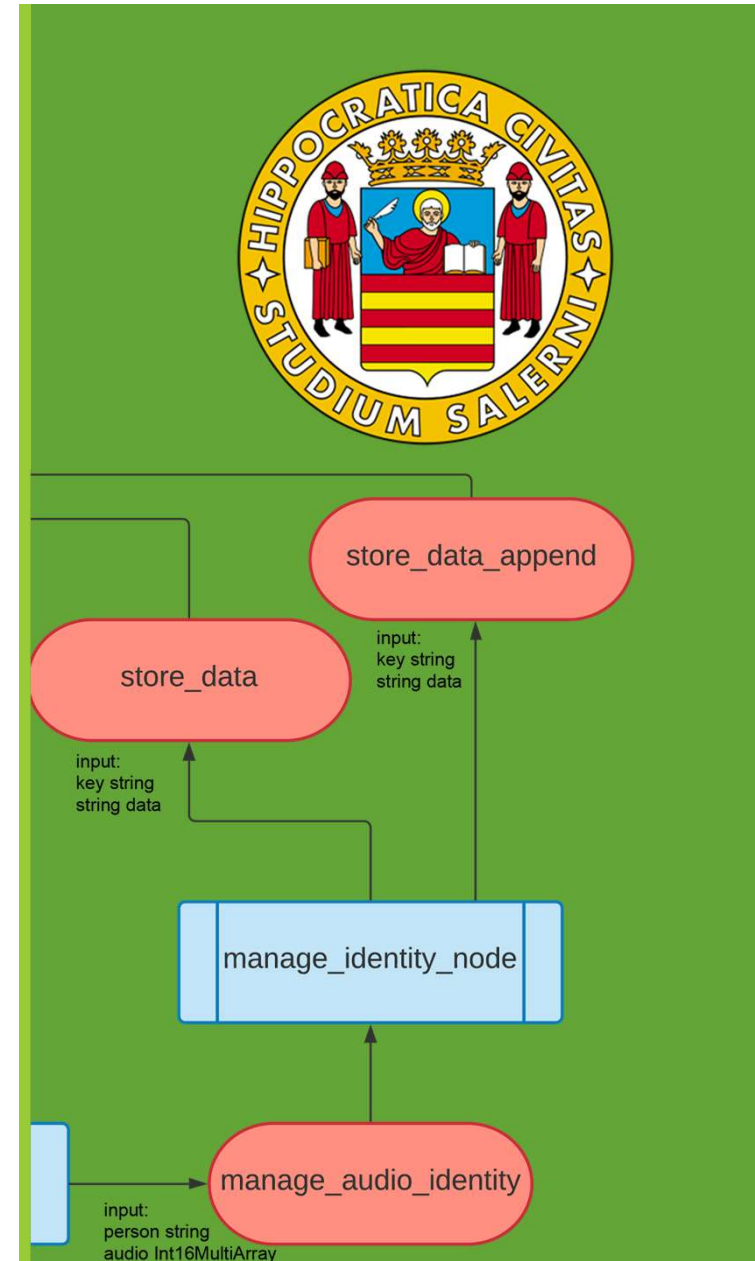 HIPPOCRATICA CIVITAS
STUDIUM SALERNI
store_data_append
input:
key string
string data
store_data
input:
key string
string data
manage_identity_node
manage_audio_identity
input:
person string
audio Int16MultiArray